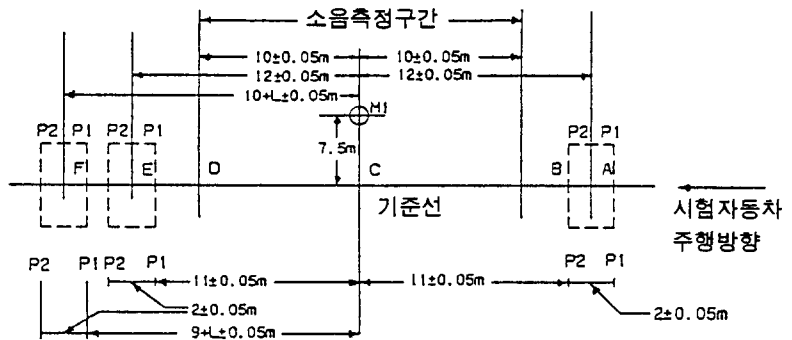 소음측정구간
10±0.05m 10±0.05m
12±0.05m 12±0.05m
10+L±0.05m
M1
7.5m
P2 P1 P2 P1 P2 P1
F E D C B A
기준선
시험자동차
주행방향
P2 P1 P2 P1 P2 P1
11±0.05m 11±0.05m
2±0.05m 2±0.05m
9+L±0.05m